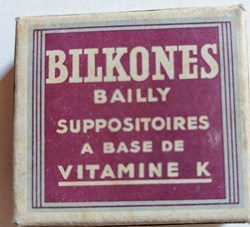 BILKONES
BAILLY
SUPPOSITOIRES
A BASE DE
VITAMINE K